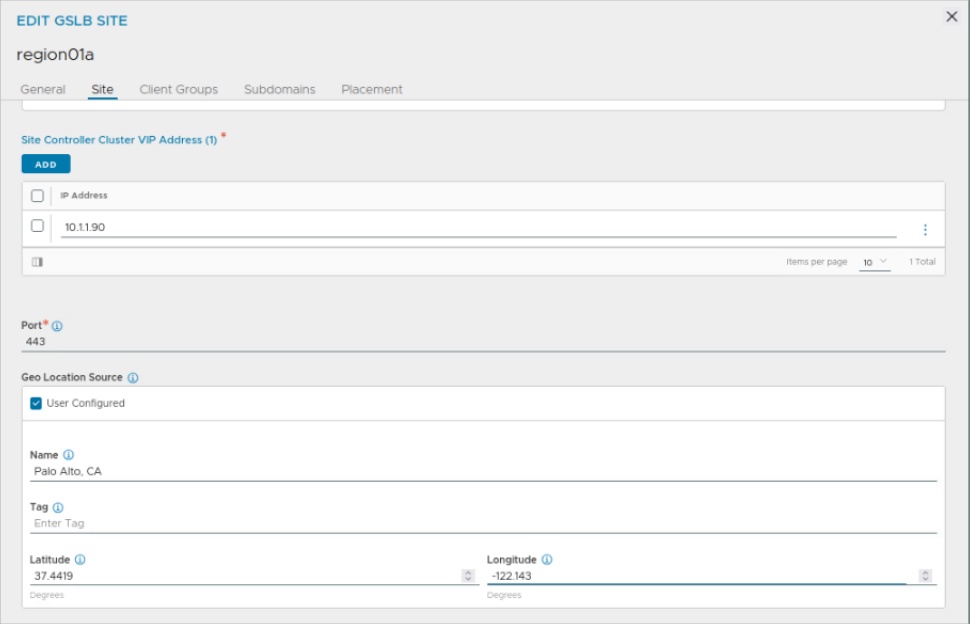 EDIT GSLB SITE
region01a
General Site Client Groups Subdomains Placement
Site Controller Cluster VIP Address (1) *
ADD
IP Address
10.1.1.90
Items per page 10 1 Total
Port*
443
Geo Location Source
User Configured
Name
Palo Alto, CA
Tag
Enter Tag
Latitude Longitude
37.4419 -122.143
Degrees Degrees